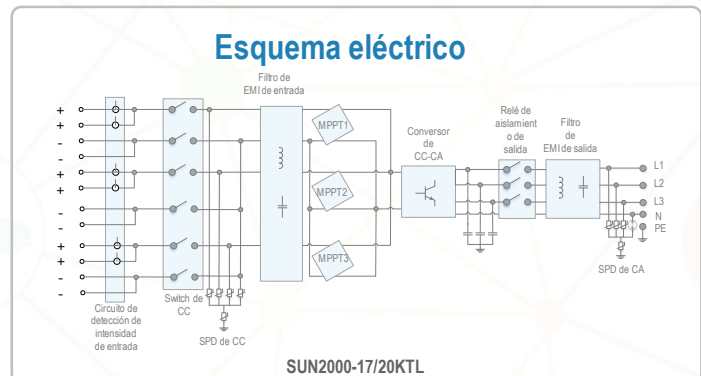 Esquema eléctrico
Filtro de
EMI de entrada
+
+
-
-
+
+
-
-
+
+
-
-
MPPT1
MPPT2
MPPT3
Conversor
de
CC-CA
Relé de
aislamient
o de
salida
Filtro
de
EMI de salida
L1
L2
L3
N
PE
Circuito de
detección de
intensidad
de entrada
Switch de
CC
SPD de CC
SPD de CA
SUN2000-17/20KTL